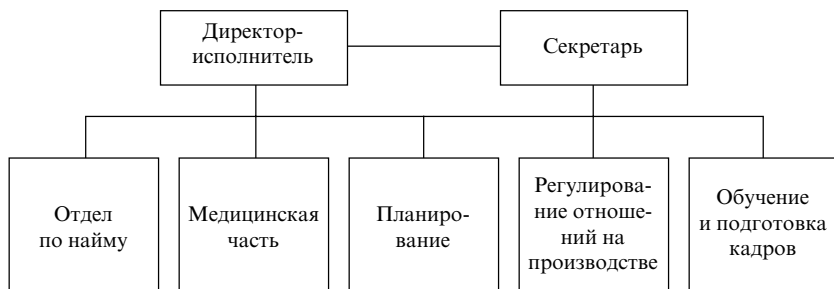 Директор-
исполнитель
Секретарь
Отдел
по найму
Медицинская
часть
Планиро-
вание
Регулирова-
ние отноше-
ний на
производстве
Обучение
и подготовка
кадров